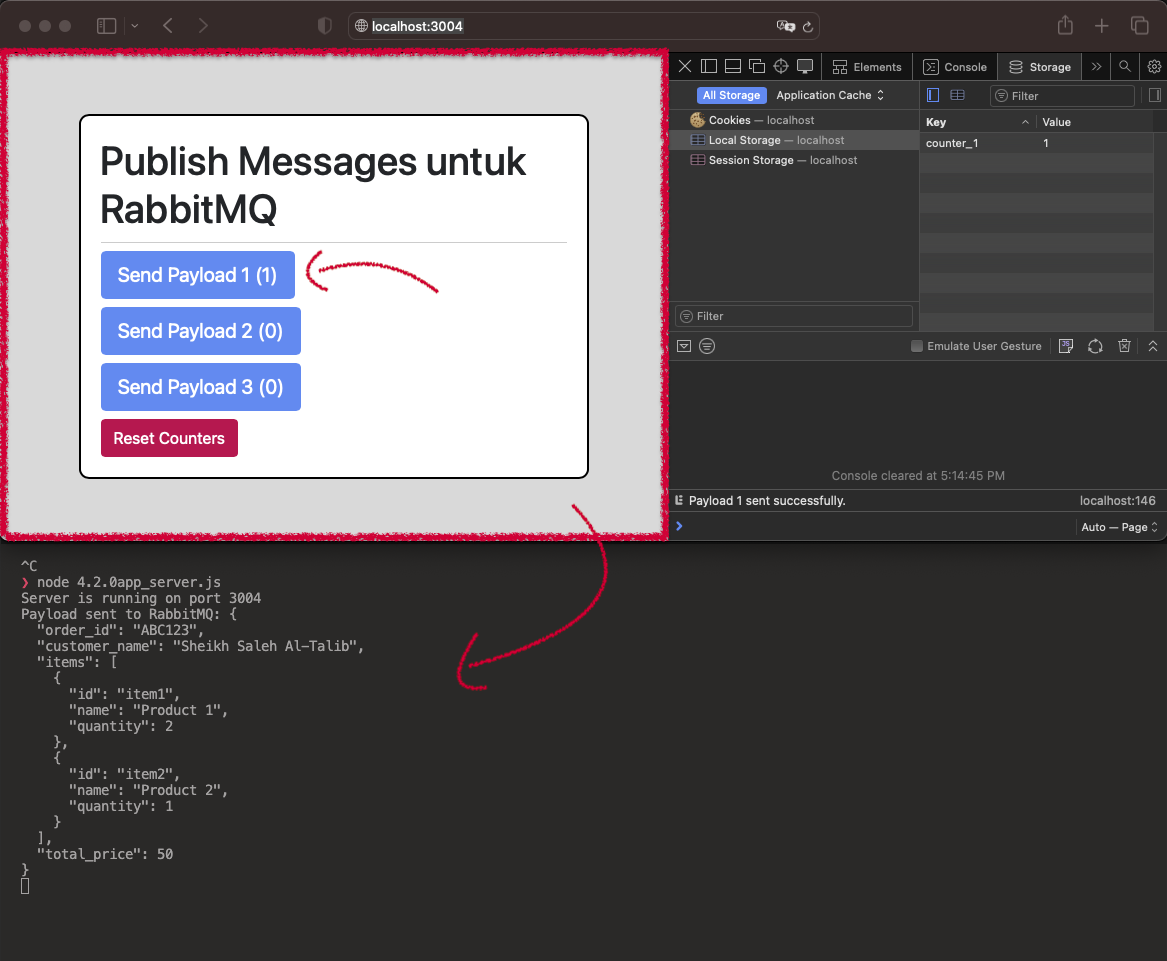 localhost:3004
Elements
Console
Storage
All Storage
Application Cache
Filter
Cookies — localhost
Local Storage — localhost
Session Storage — localhost
Key
Value
counter_1
1
Filter
Emulate User Gesture
Console cleared at 5:14:45 PM
Payload 1 sent successfully.
localhost:146
Auto — Page
Publish Messages untuk
RabbitMQ
Send Payload 1 (1)
Send Payload 2 (0)
Send Payload 3 (0)
Reset Counters
^C
❯ node 4.2.0app_server.js
Server is running on port 3004
Payload sent to RabbitMQ: {
  "order_id": "ABC123",
  "customer_name": "Sheikh Saleh Al-Talib",
  "items": [
    {
      "id": "item1",
      "name": "Product 1",
      "quantity": 2
    },
    {
      "id": "item2",
      "name": "Product 2",
      "quantity": 1
    }
  ],
  "total_price": 50
}